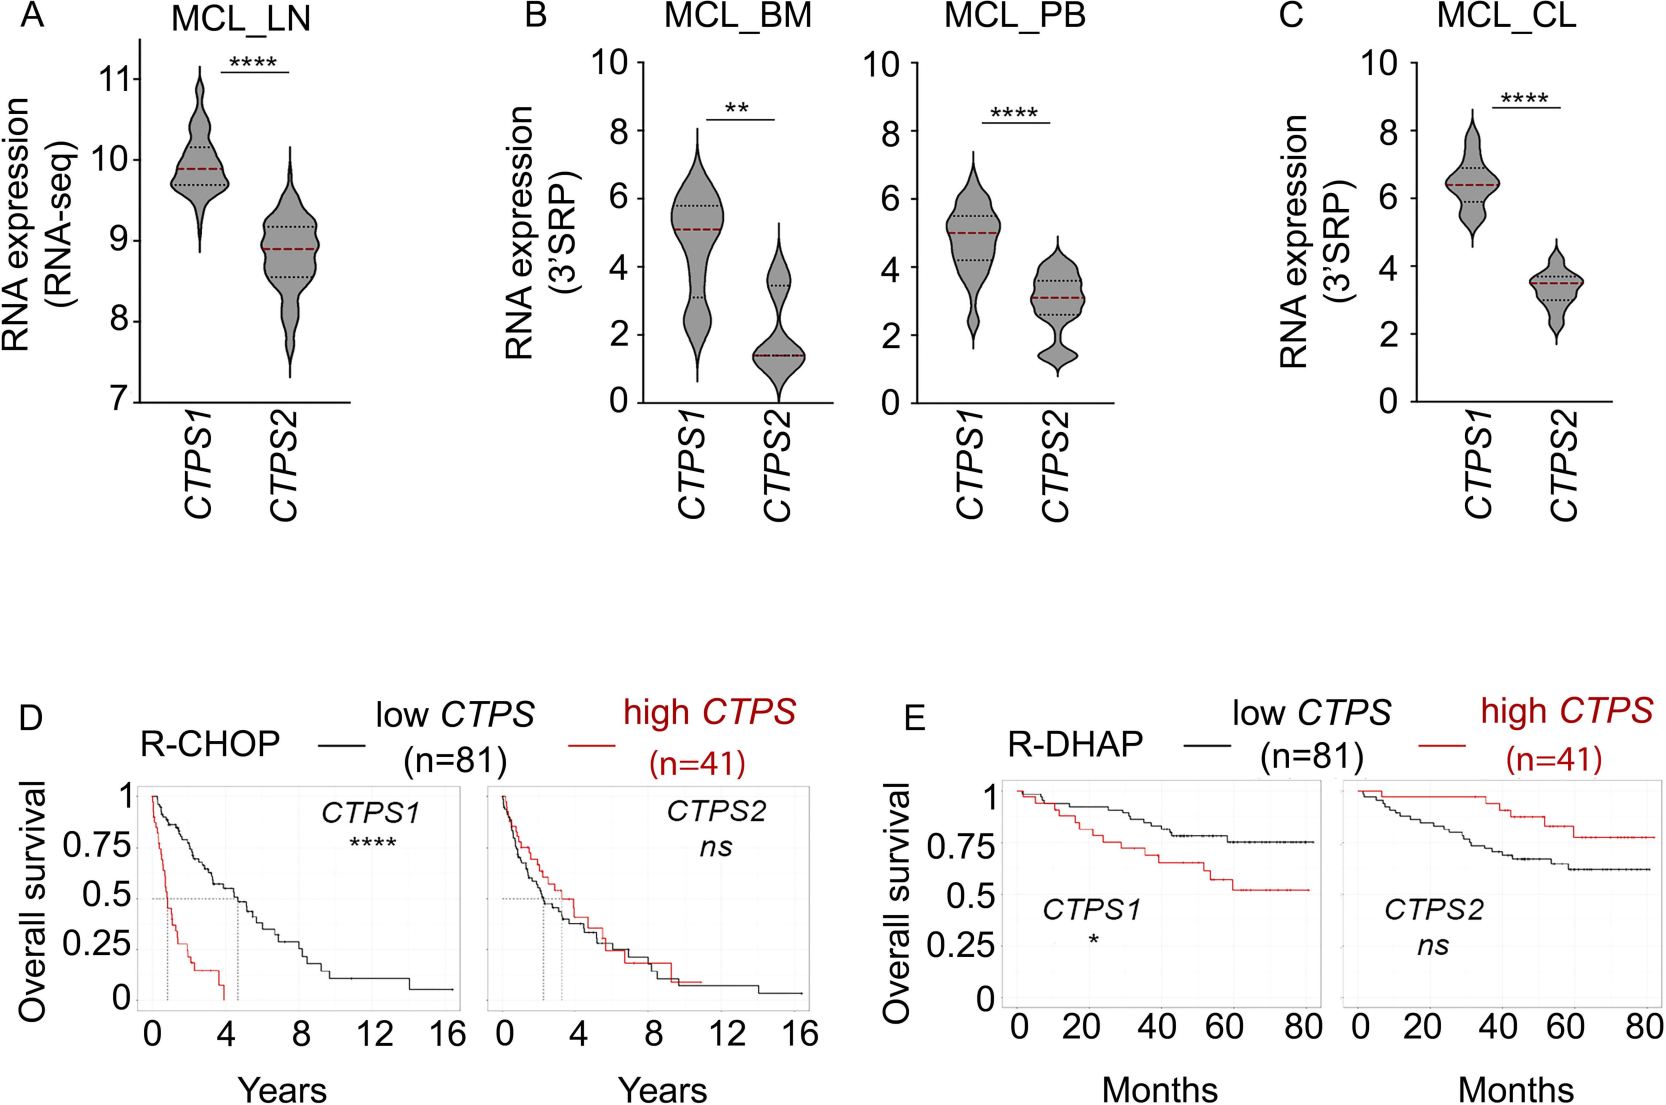 A
MCL_LN
RNA expression
(RNA-seq)
11
10
9
8
7
****
CTPS1
CTPS2
B
MCL_BM
RNA expression
(3’SRP)
10
8
6
4
2
0
**
CTPS1
CTPS2
MCL_PB
10
8
6
4
2
0
****
CTPS1
CTPS2
C
MCL_CL
RNA expression
(3’SRP)
10
8
6
4
2
0
****
CTPS1
CTPS2
D
R-CHOP
low CTPS
(n=81)
high CTPS
(n=41)
Overall survival
1
0.75
0.5
0.25
0
CTPS1
****
0 4 8 12 16
Years
CTPS2
ns
0 4 8 12 16
Years
E
R-DHAP
low CTPS
(n=81)
high CTPS
(n=41)
Overall survival
1
0.75
0.5
0.25
0
CTPS1
*
0 20 40 60 80
Months
CTPS2
ns
0 20 40 60 80
Months